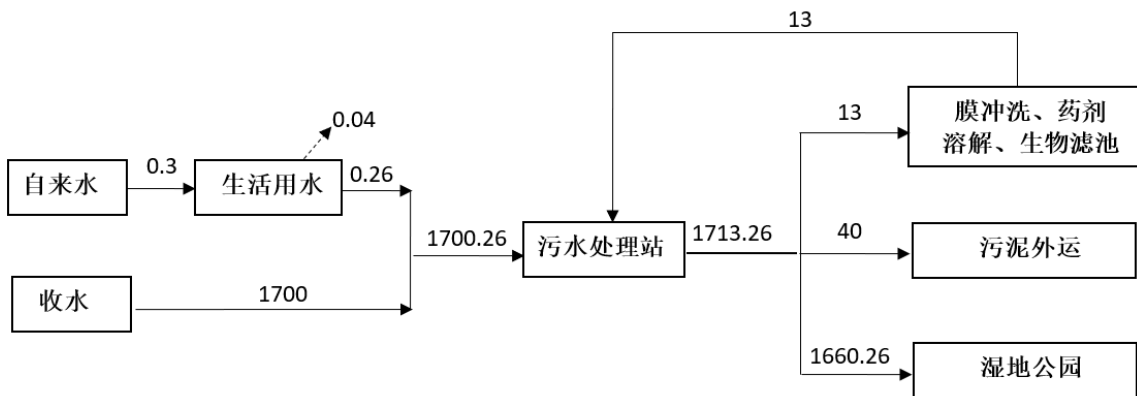 13
0.04
13
膜冲洗、药剂
溶解、生物滤池
0.3
自来水
生活用水
0.26
1700.26
污水处理站
1713.26
40
污泥外运
收水
1700
1660.26
湿地公园